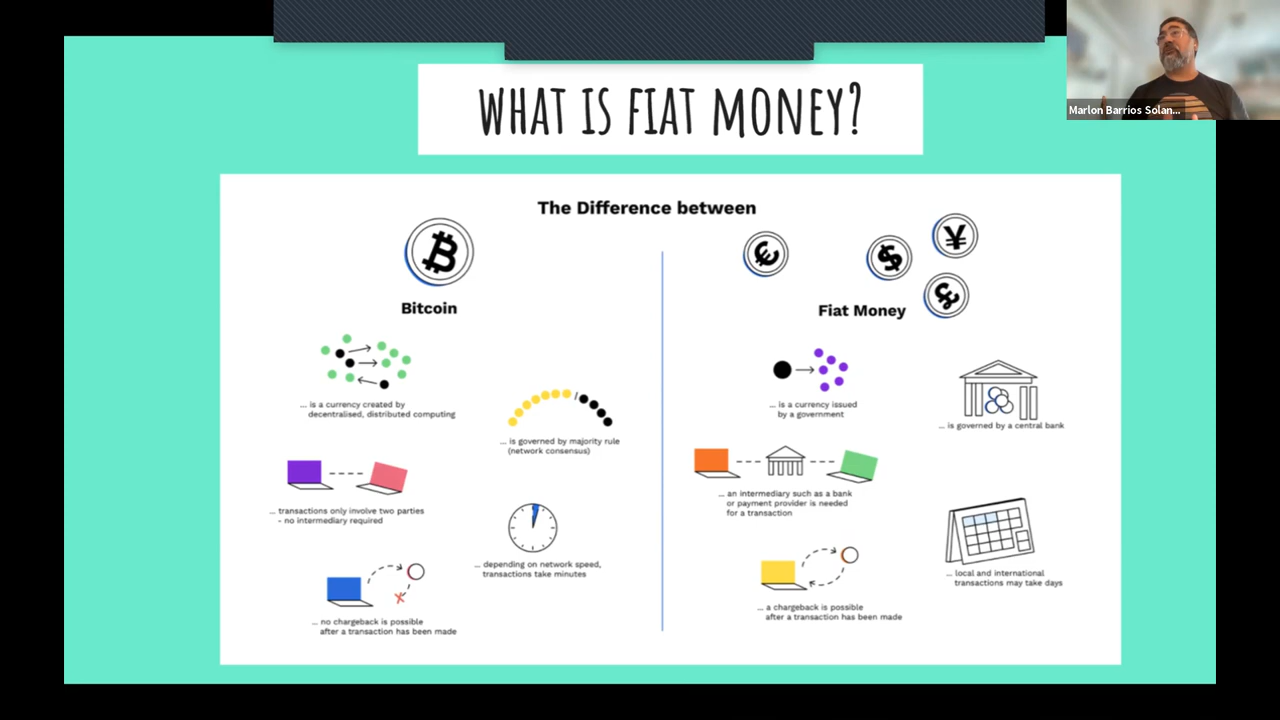 WHAT IS FIAT MONEY?
Marlon Barrios Solan...
The Difference between
Bitcoin
... is a currency created by
decentralised, distributed computing
... is governed by majority rule
(network consensus)
... transactions only involve two parties
- no intermediary required
... depending on network speed,
transactions take minutes
... no chargeback is possible
after a transaction has been made
€
$
¥
£
Fiat Money
... is a currency issued
by a government
... is governed by a central bank
... an intermediary such as a bank
or payment provider is needed
for a transaction
... local and international
transactions may take days
... a chargeback is possible
after a transaction has been made